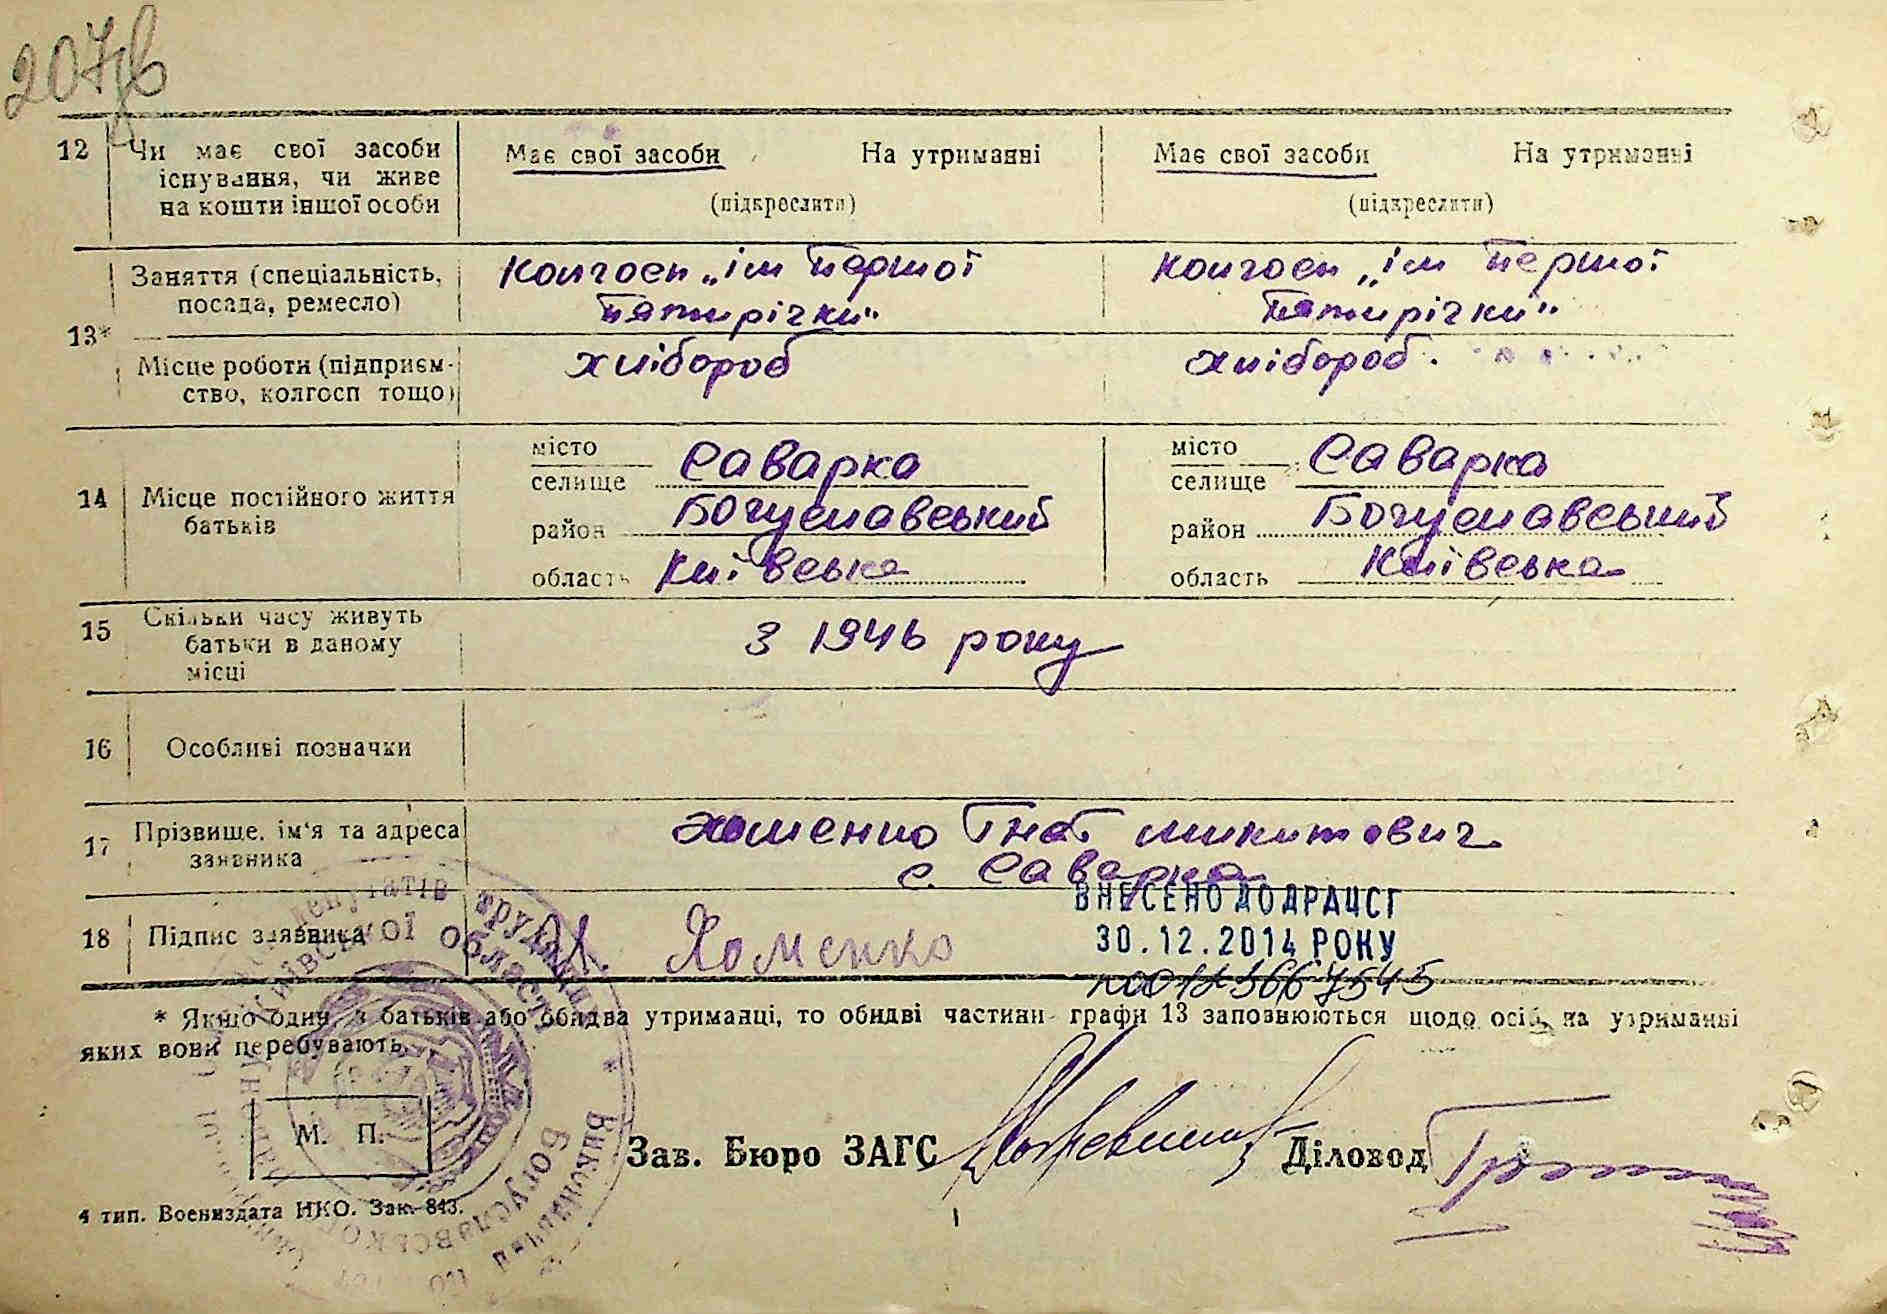 207зв
12 Чи має свої засоби існування, чи живе на кошти іншої особи
Має свої засоби На утриманні
(підкреслити)
Має свої засоби На утриманні
(підкреслити)
13*
Заняття (спеціальність, посада, ремесло)
Колгосп „ім Першої
Пятирічки"
Колгосп „ім Першої
Пятирічки"
Місце роботи (підприємство, колгосп тощо)
хлібороб
хлібороб.
14 Місце постійного життя батьків
місто
селище Саварка
район Богуславський
область Київська
місто
селище Саварка
район Богуславський
область Київська
15 Скільки часу живуть батьки в даному місці
З 1946 року
16 Особливі позначки
17 Прізвище, ім'я та адреса заявника
Хоменко Гнат Микитович
с. Саварка
ВНЕСЕНО ДО ДРАЦСГ
18 Підпис заявника
Хоменко
30.12.2014 РОКУ
* Якщо один з батьків або обидва утриманці, то обидві частини графи 13 заповнюються щодо осіб, на утриманні
яких вони перебувають.
М. П.
Зав. Бюро ЗАГС
Діловод
4 тип. Воениздата НКО. Зак. 843.